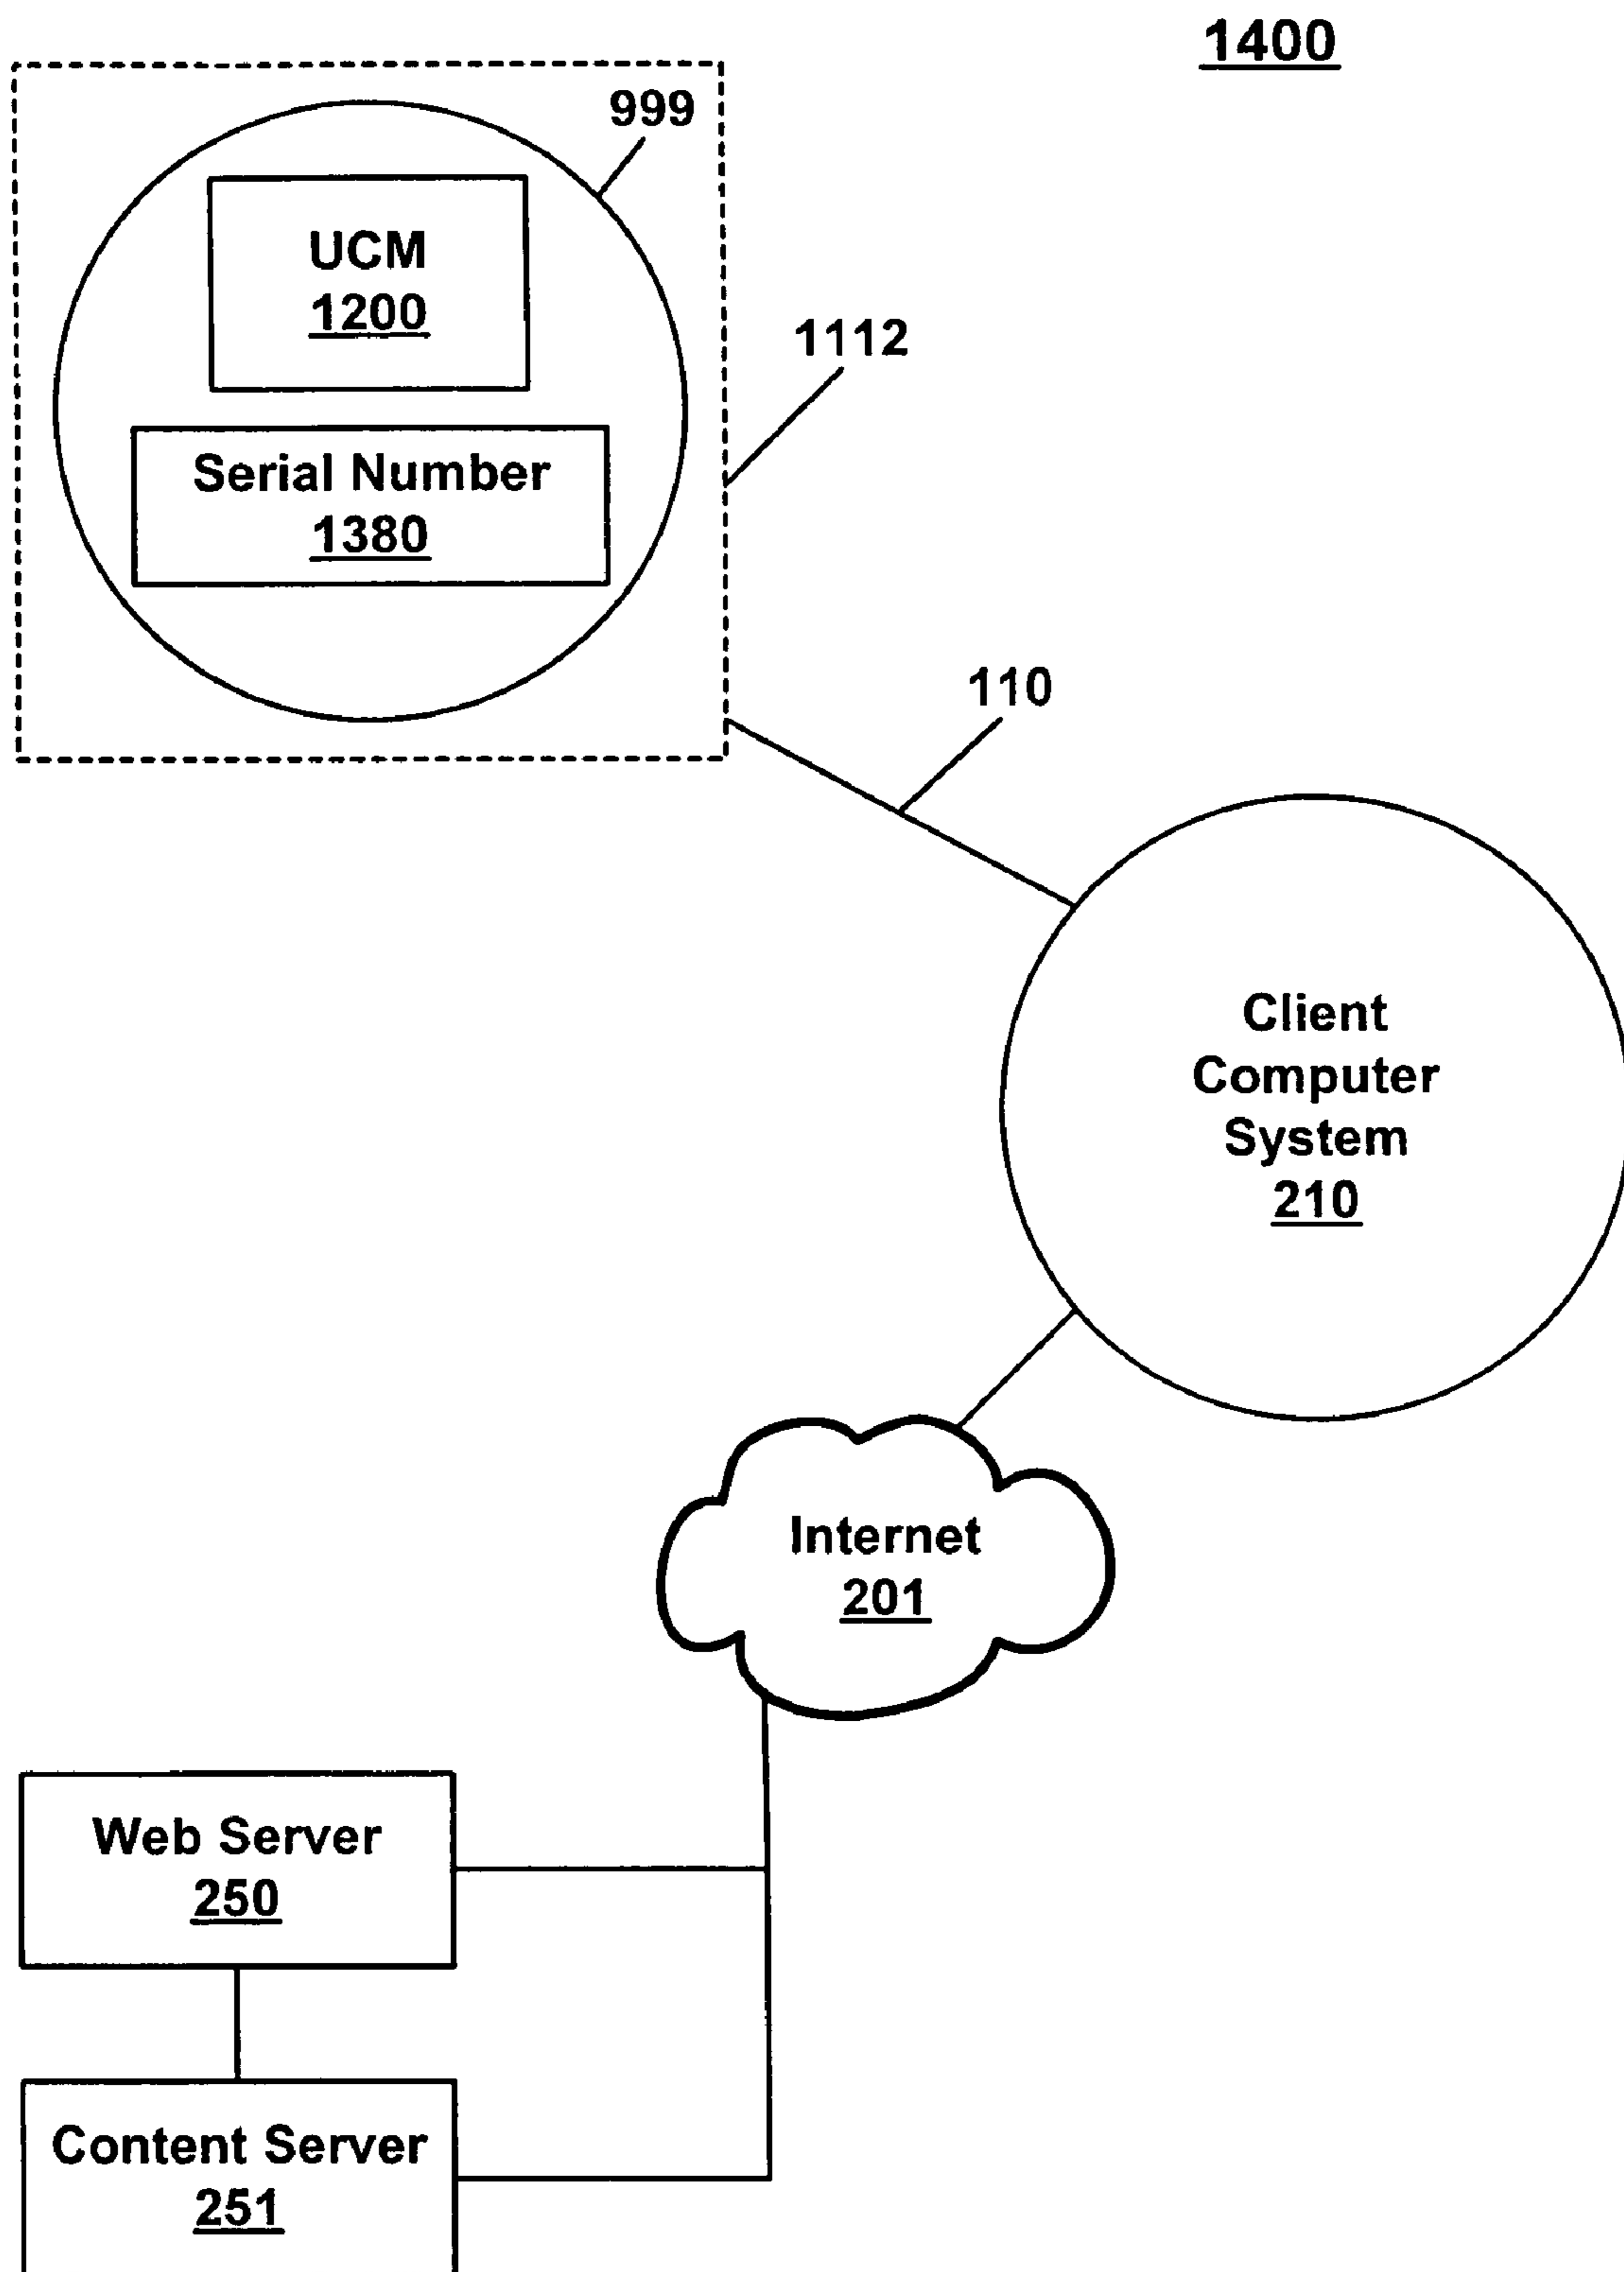 1400
999
UCM
1200
1112
Serial Number
1380
110
Client
Computer
System
210
Internet
201
Web Server
250
Content Server
251